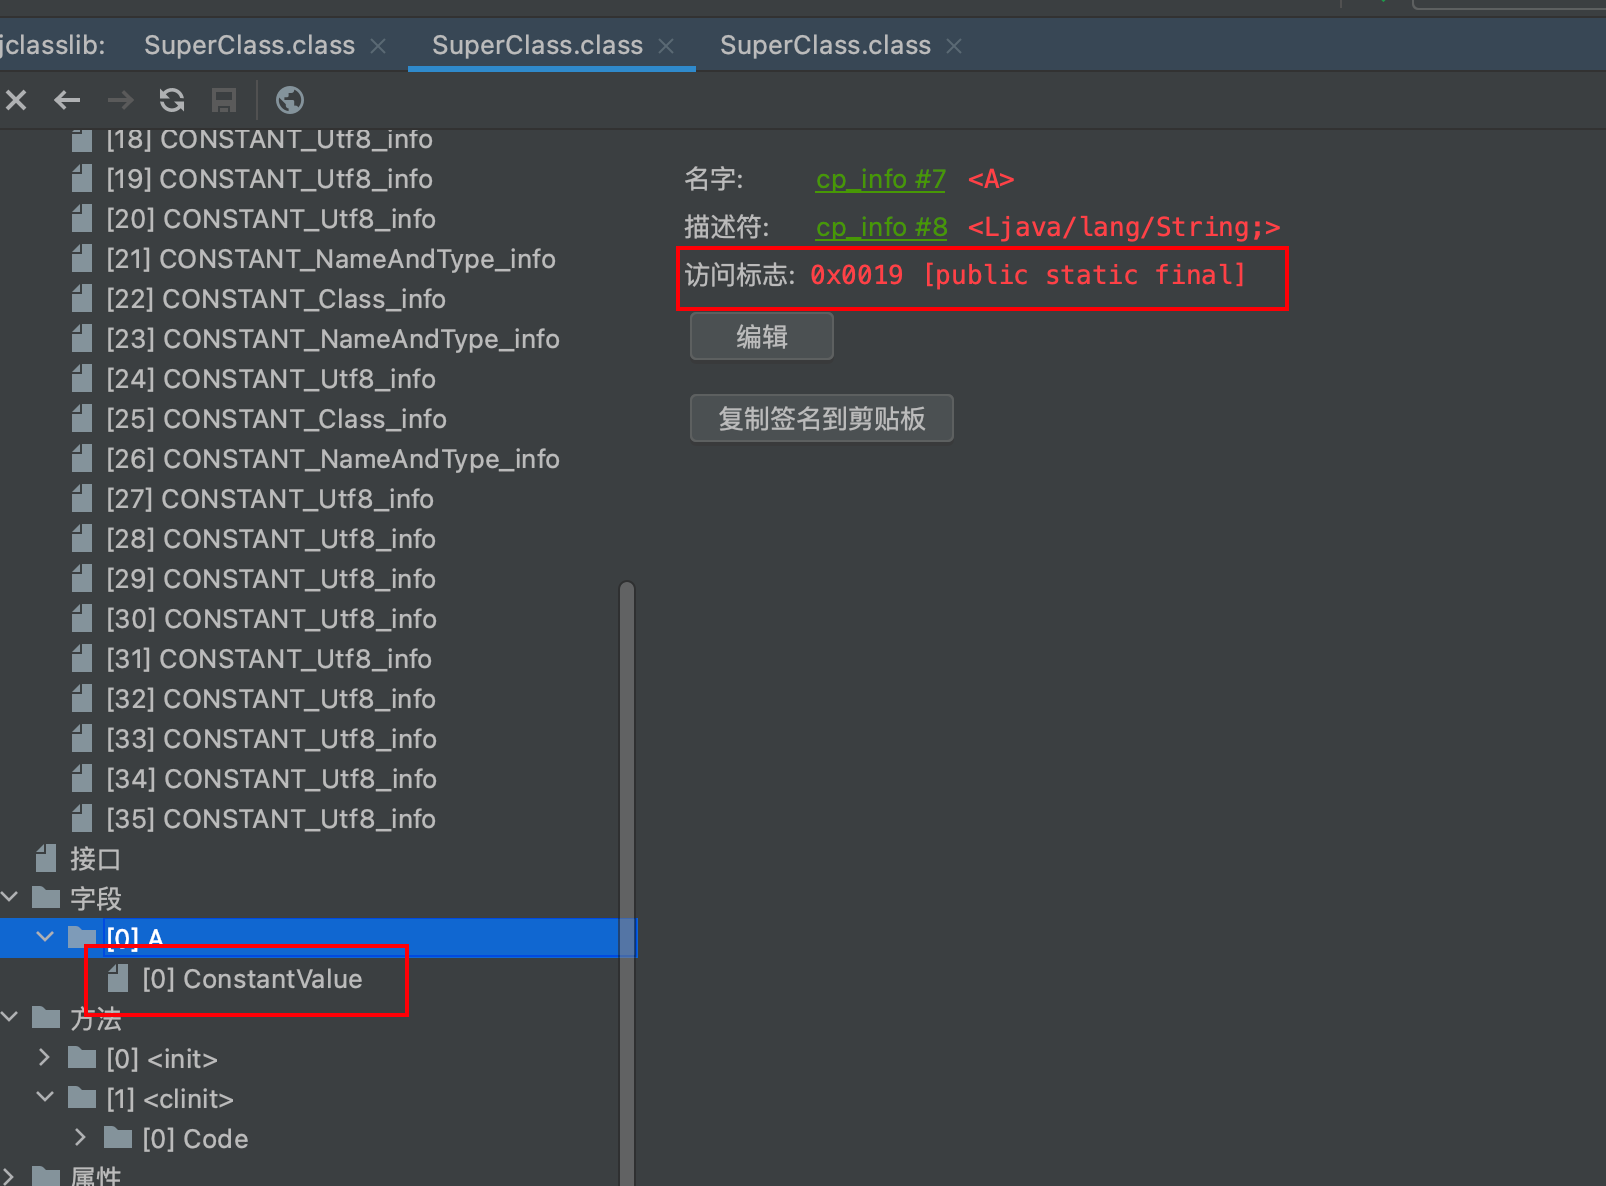 jclasslib: SuperClass.class SuperClass.class SuperClass.class
[18] CONSTANT_Utf8_info
[19] CONSTANT_Utf8_info
[20] CONSTANT_Utf8_info
[21] CONSTANT_NameAndType_info
[22] CONSTANT_Class_info
[23] CONSTANT_NameAndType_info
[24] CONSTANT_Utf8_info
[25] CONSTANT_Class_info
[26] CONSTANT_NameAndType_info
[27] CONSTANT_Utf8_info
[28] CONSTANT_Utf8_info
[29] CONSTANT_Utf8_info
[30] CONSTANT_Utf8_info
[31] CONSTANT_Utf8_info
[32] CONSTANT_Utf8_info
[33] CONSTANT_Utf8_info
[34] CONSTANT_Utf8_info
[35] CONSTANT_Utf8_info
接口
字段
[0] A
[0] ConstantValue
方法
[0] <init>
[1] <clinit>
[0] Code
属性
名字: cp_info #7 <A>
描述符: cp_info #8 <Ljava/lang/String;>
访问标志: 0x0019 [public static final]
编辑
复制签名到剪贴板